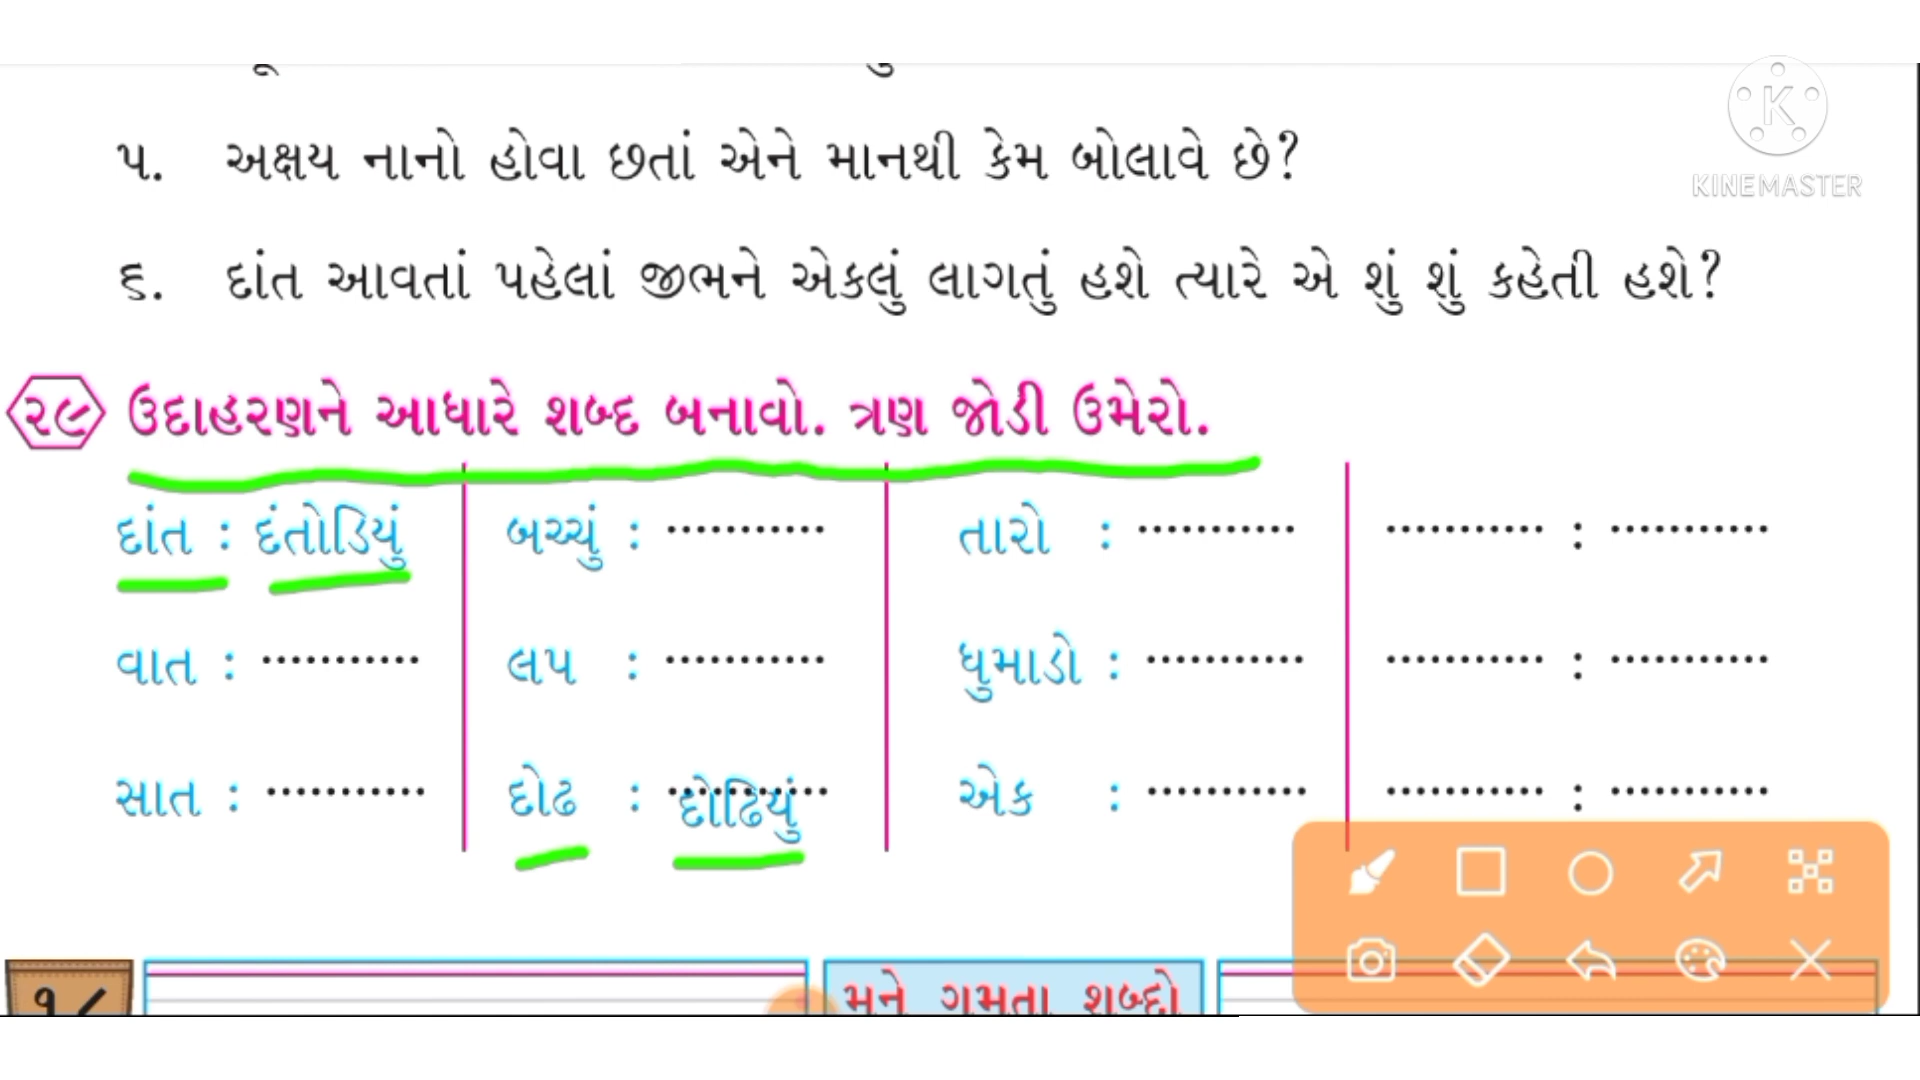 ૫. અક્ષય નાનો હોવા છતાં એને માનથી કેમ બોલાવે છે?
KINEMASTER
૬. દાંત આવતાં પહેલાં જીભને એકલું લાગતું હશે ત્યારે એ શું શું કહેતી હશે?
૨૯ ઉદાહરણને આધારે શબ્દ બનાવો. ત્રણ જોડી ઉમેરો.
દાંત : દંતોડિયું બચ્ચું : ........... તારો : ........... ........... : ...........
વાત : ........... લપ : ........... ધુમાડો : ........... ........... : ...........
સાત : ........... દોઢ : દોઢિયું એક : ........... ........... : ...........
મને ગમતા શબ્દો